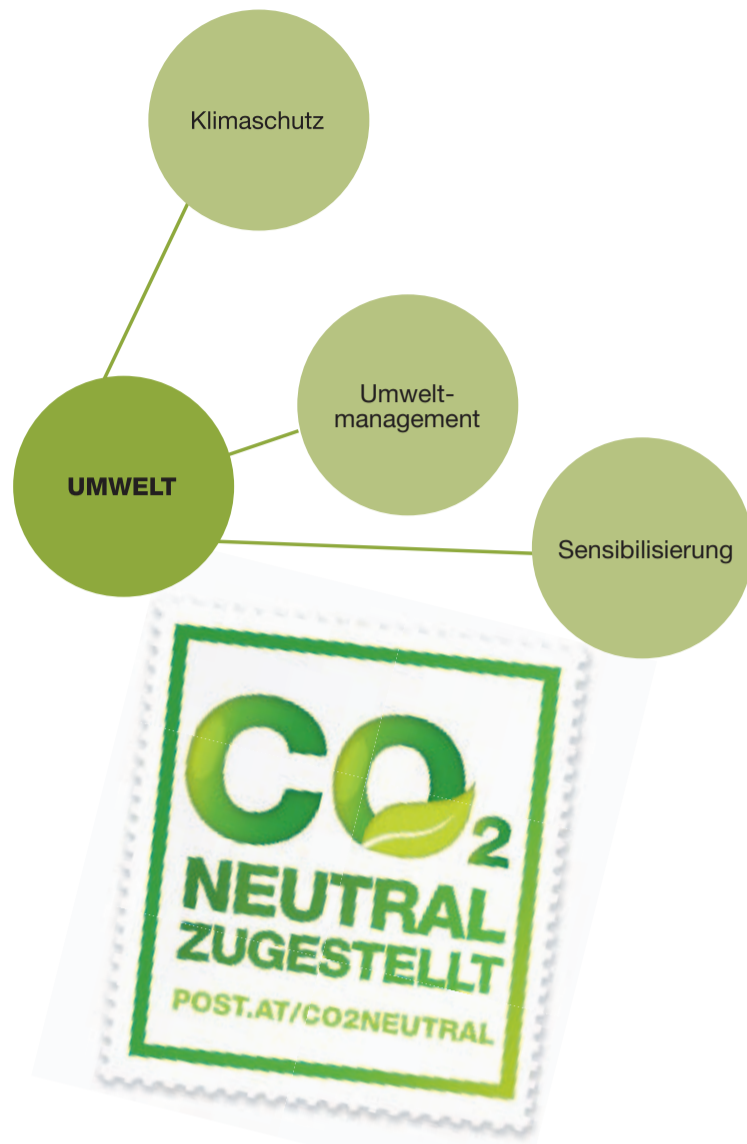 Klimaschutz
Umwelt-
management
UMWELT
Sensibilisierung
CO2
NEUTRAL
ZUGESTELLT
POST.AT/CO2NEUTRAL